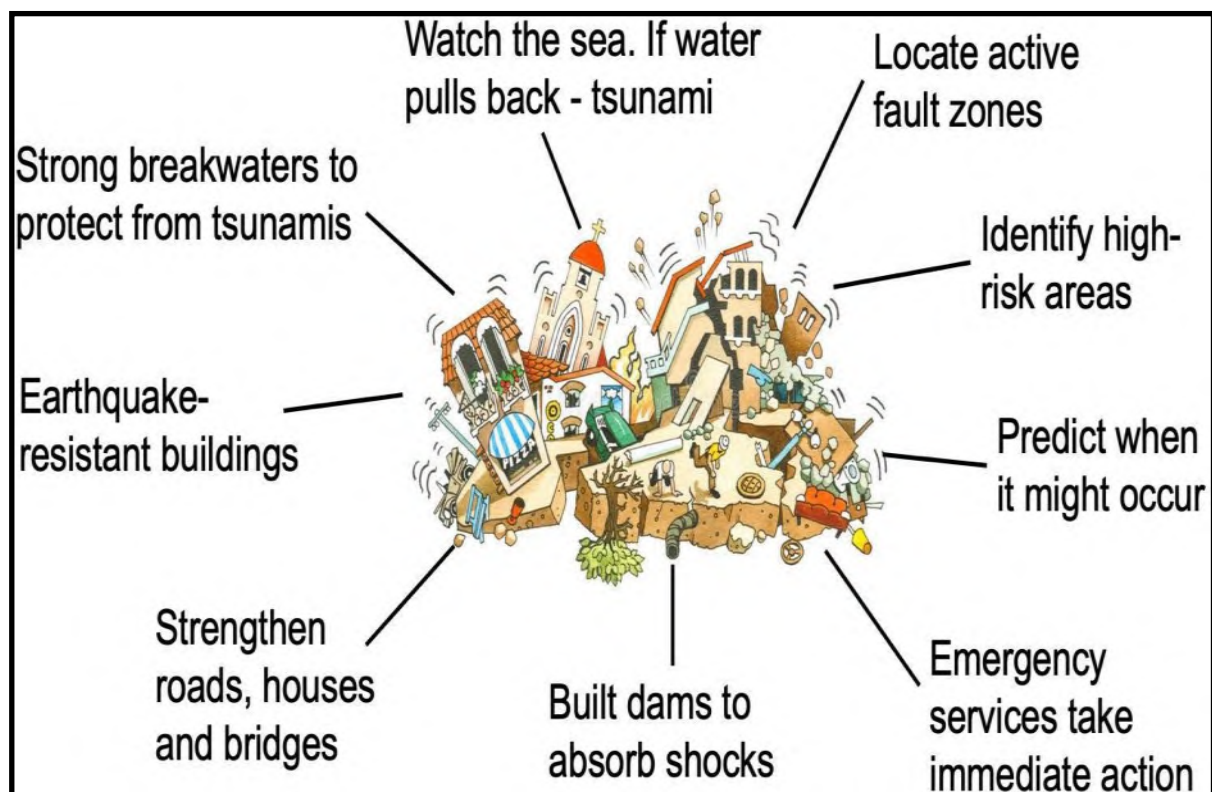 Watch the sea. If water
pulls back - tsunami
Locate active
fault zones
Strong breakwaters to
protect from tsunamis
Identify high-
risk areas
Earthquake-
resistant buildings
Predict when
it might occur
Strengthen
roads, houses
and bridges
Built dams to
absorb shocks
Emergency
services take
immediate action
PIZZA